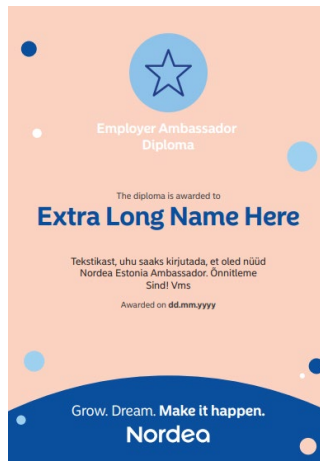 Employer Ambassador
Diploma
The diploma is awarded to
Extra Long Name Here
Tekstikast, uhu saaks kirjutada, et oled nüüd
Nordea Estonia Ambassador. Õnnitleme
Sind! Vms
Awarded on dd.mm.yyyy
Grow. Dream. Make it happen.
Nordea